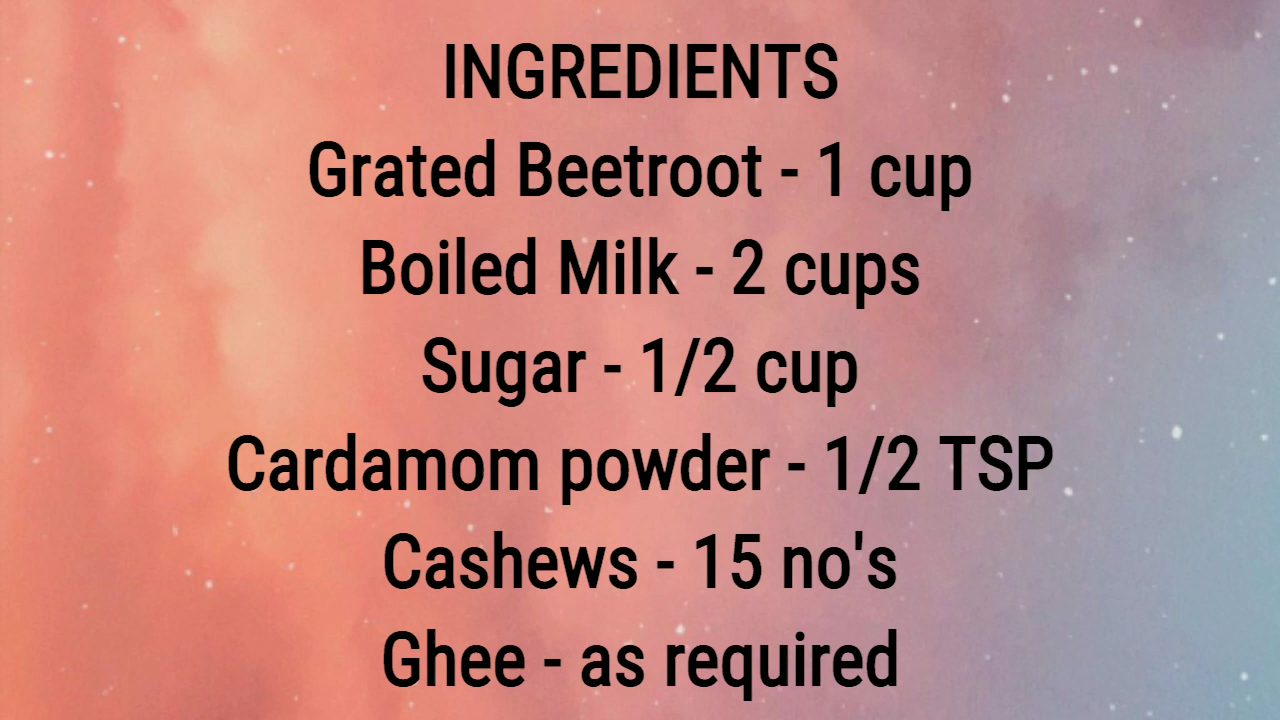 INGREDIENTS
Grated Beetroot - 1 cup
Boiled Milk - 2 cups
Sugar - 1/2 cup
Cardamom powder - 1/2 TSP
Cashews - 15 no's
Ghee - as required